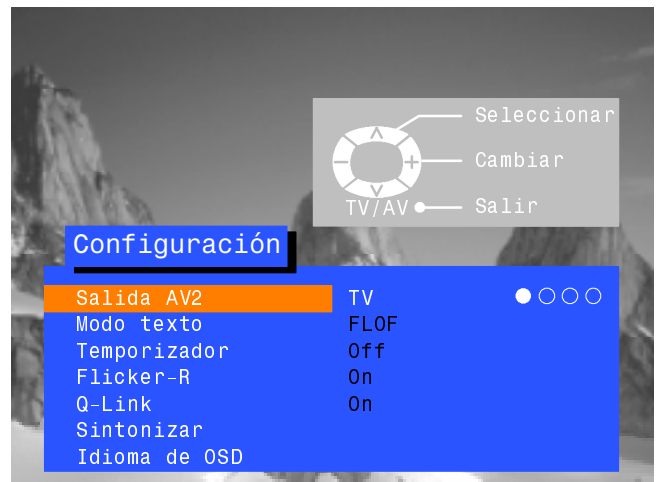 Seleccionar
Cambiar
TV/AV Salir
Configuración
Salida AV2 TV
Modo texto FLOF
Temporizador Off
Flicker-R On
Q-Link On
Sintonizar
Idioma de OSD